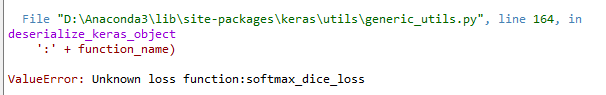 File "D:\Anaconda3\lib\site-packages\keras\utils\generic_utils.py", line 164, in
deserialize_keras_object
':' + function_name)
ValueError: Unknown loss function:softmax_dice_loss